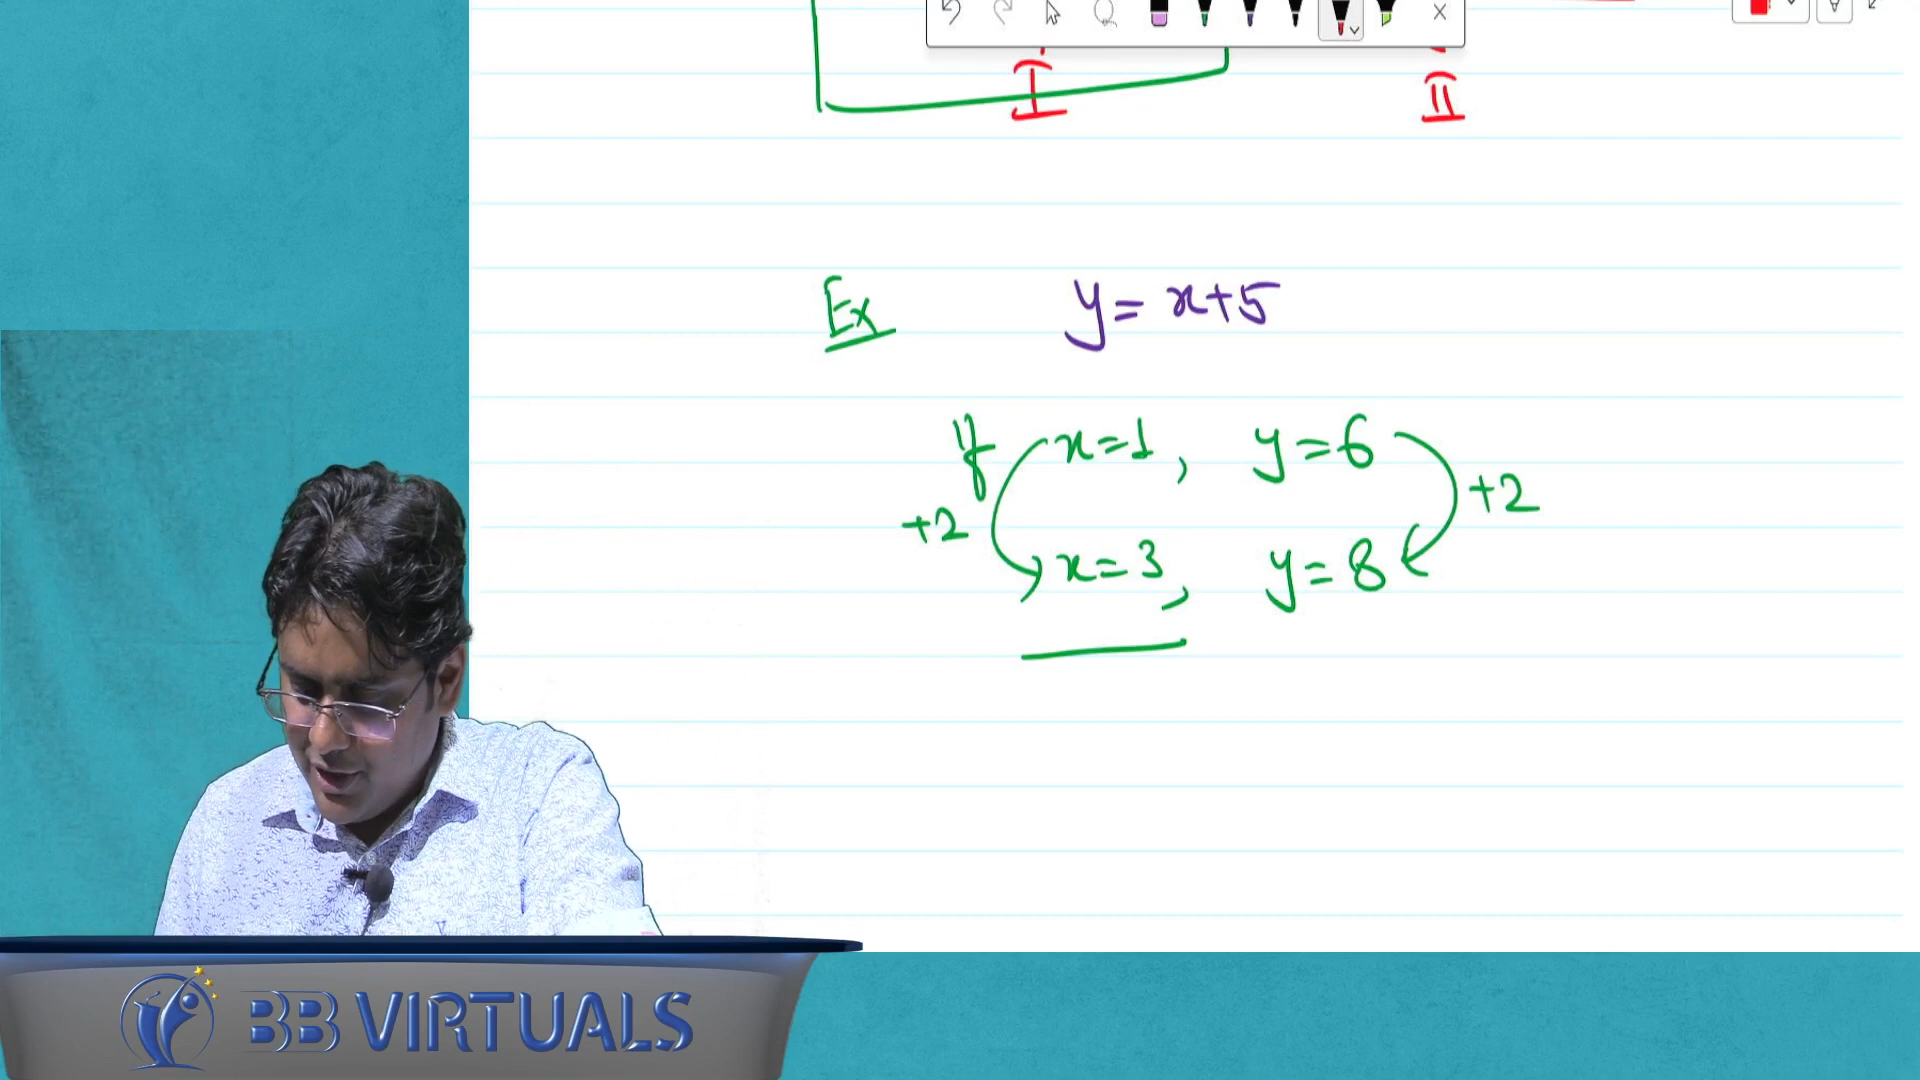 I II
Ex y = x+5
If x=1, y=6
+2 +2
x=3, y=8
BB VIRTUALS